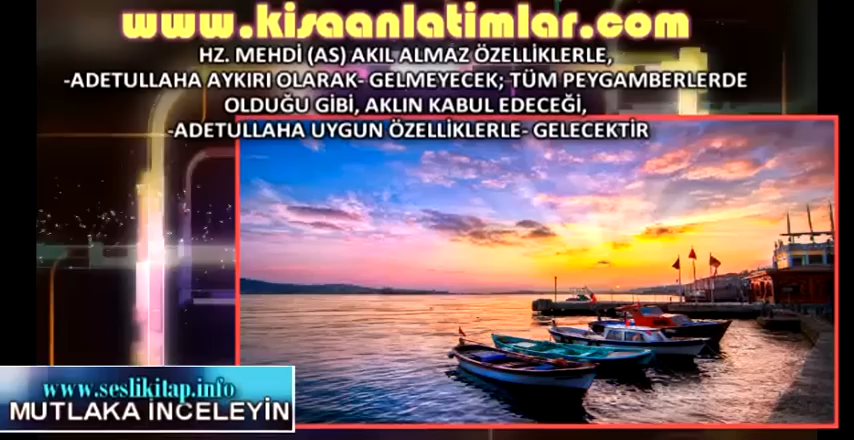 www.kisaanlatimlar.com
HZ. MEHDİ (AS) AKIL ALMAZ ÖZELLİKLERLE,
-ADETULLAHA AYKIRI OLARAK- GELMEYECEK; TÜM PEYGAMBERLERDE
OLDUĞU GİBİ, AKLIN KABUL EDECEĞİ,
-ADETULLAHA UYGUN ÖZELLİKLERLE- GELECEKTİR
www.seslikitap.info
MUTLAKA İNCELEYİN